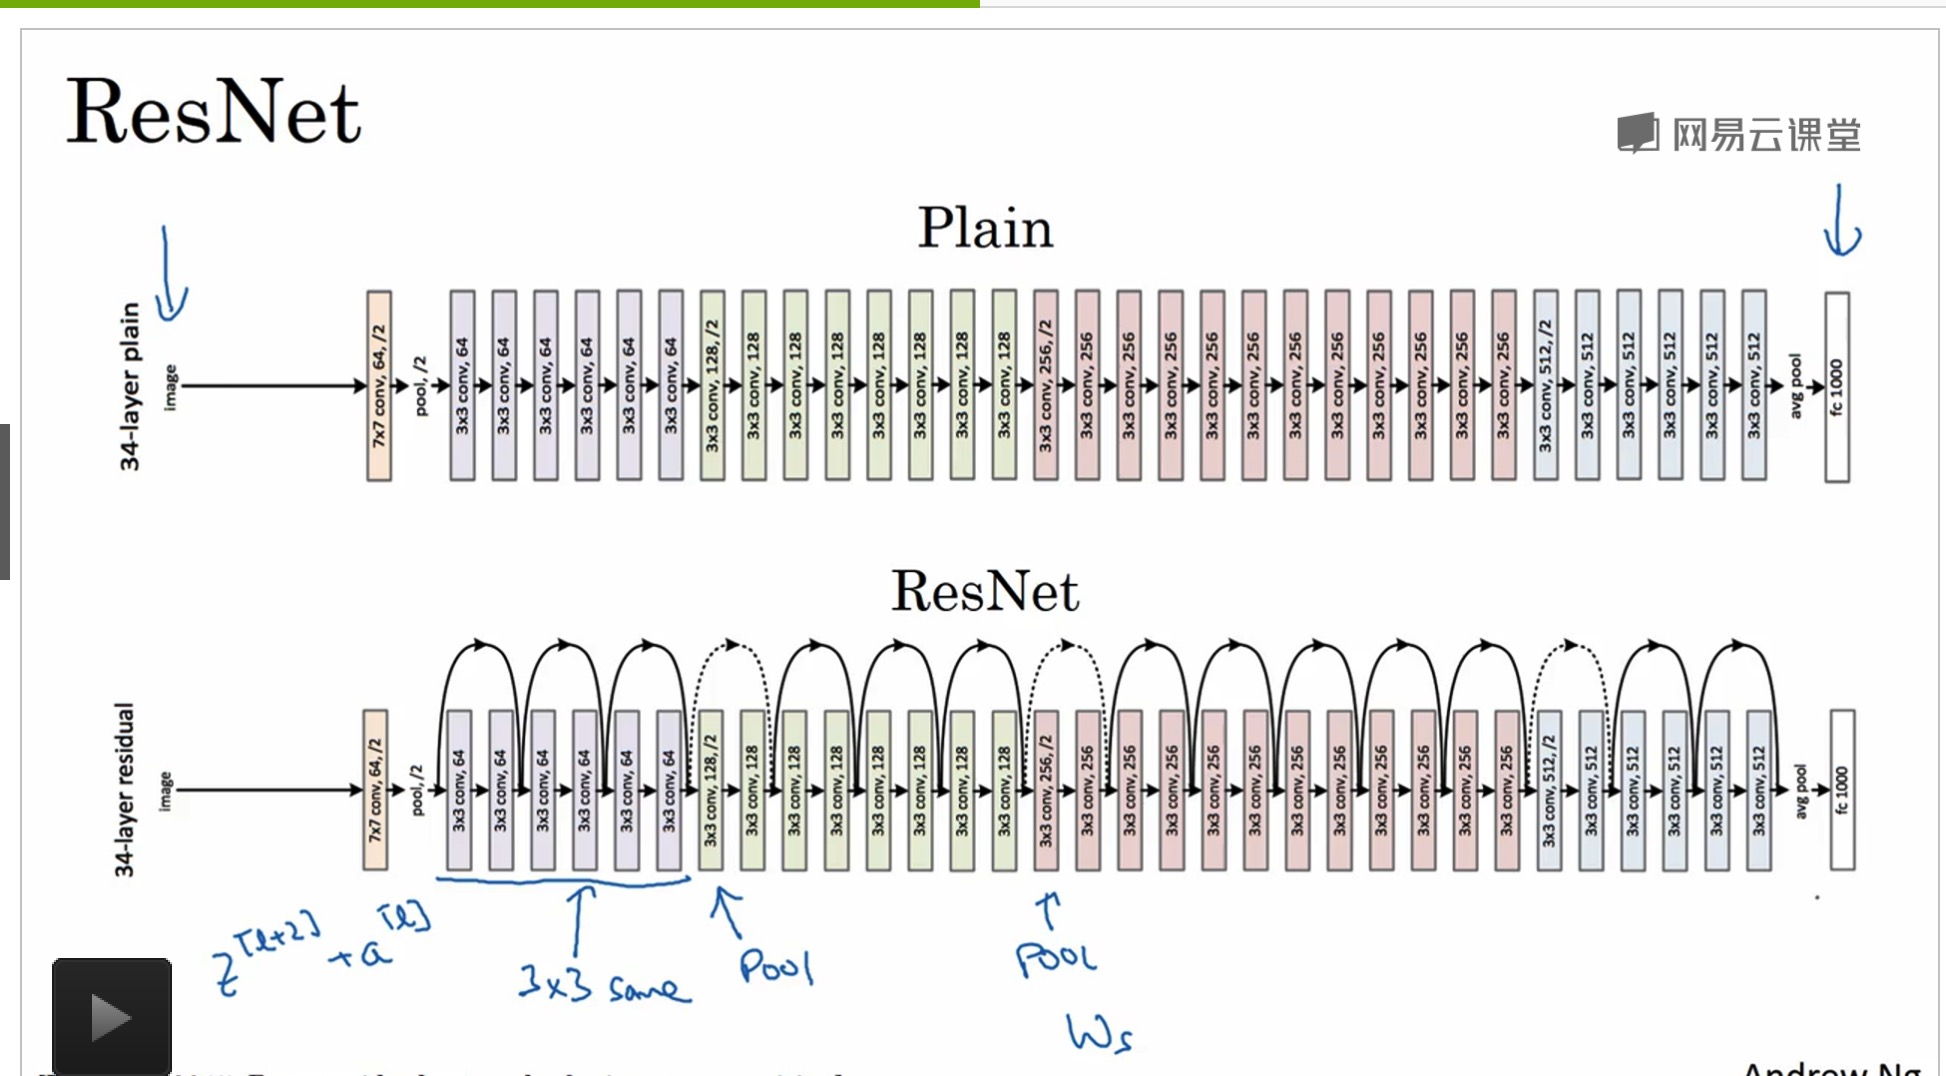 ResNet
网易云课堂
Plain
34-layer plain
image
7x7 conv, 64, /2
pool, /2
3x3 conv, 64
3x3 conv, 64
3x3 conv, 64
3x3 conv, 64
3x3 conv, 64
3x3 conv, 64
3x3 conv, 128, /2
3x3 conv, 128
3x3 conv, 128
3x3 conv, 128
3x3 conv, 128
3x3 conv, 128
3x3 conv, 128
3x3 conv, 128
3x3 conv, 256, /2
3x3 conv, 256
3x3 conv, 256
3x3 conv, 256
3x3 conv, 256
3x3 conv, 256
3x3 conv, 256
3x3 conv, 256
3x3 conv, 256
3x3 conv, 256
3x3 conv, 256
3x3 conv, 256
3x3 conv, 512, /2
3x3 conv, 512
3x3 conv, 512
3x3 conv, 512
3x3 conv, 512
3x3 conv, 512
avg pool
fc 1000
ResNet
34-layer residual
image
7x7 conv, 64, /2
pool, /2
3x3 conv, 64
3x3 conv, 64
3x3 conv, 64
3x3 conv, 64
3x3 conv, 64
3x3 conv, 64
3x3 conv, 128, /2
3x3 conv, 128
3x3 conv, 128
3x3 conv, 128
3x3 conv, 128
3x3 conv, 128
3x3 conv, 128
3x3 conv, 128
3x3 conv, 256, /2
3x3 conv, 256
3x3 conv, 256
3x3 conv, 256
3x3 conv, 256
3x3 conv, 256
3x3 conv, 256
3x3 conv, 256
3x3 conv, 256
3x3 conv, 256
3x3 conv, 256
3x3 conv, 256
3x3 conv, 512, /2
3x3 conv, 512
3x3 conv, 512
3x3 conv, 512
3x3 conv, 512
3x3 conv, 512
avg pool
fc 1000
z[l+2] + a[l]
3x3 same
Pool
Pool
Ws
Andrew Ng